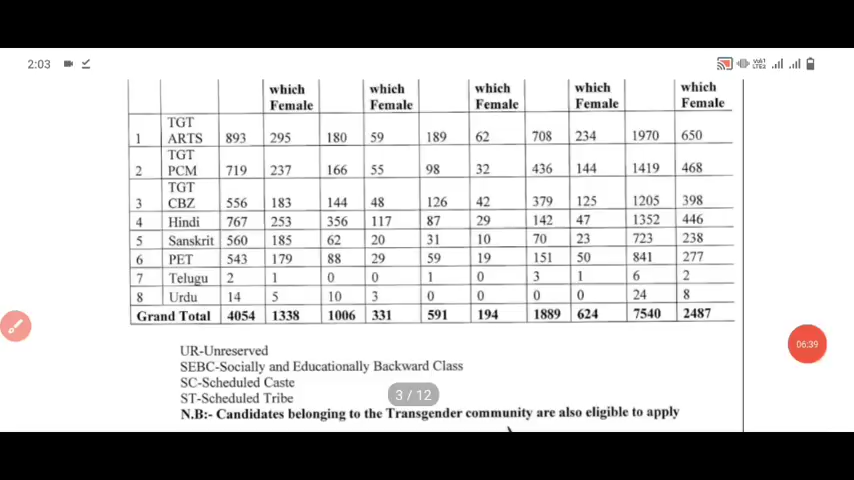 2:03
which which which which which
Female Female Female Female Female
1 TGT ARTS 893 295 180 59 189 62 708 234 1970 650
2 TGT PCM 719 237 166 55 98 32 436 144 1419 468
3 TGT CBZ 556 183 144 48 126 42 379 125 1205 398
4 Hindi 767 253 356 117 87 29 142 47 1352 446
5 Sanskrit 560 185 62 20 31 10 70 23 723 238
6 PET 543 179 88 29 59 19 151 50 841 277
7 Telugu 2 1 0 0 1 0 3 1 6 2
8 Urdu 14 5 10 3 0 0 0 0 24 8
Grand Total 4054 1338 1006 331 591 194 1889 624 7540 2487
06:39
UR-Unreserved
SEBC-Socially and Educationally Backward Class
SC-Scheduled Caste
ST-Scheduled Tribe
3 / 12
N.B:- Candidates belonging to the Transgender community are also eligible to apply